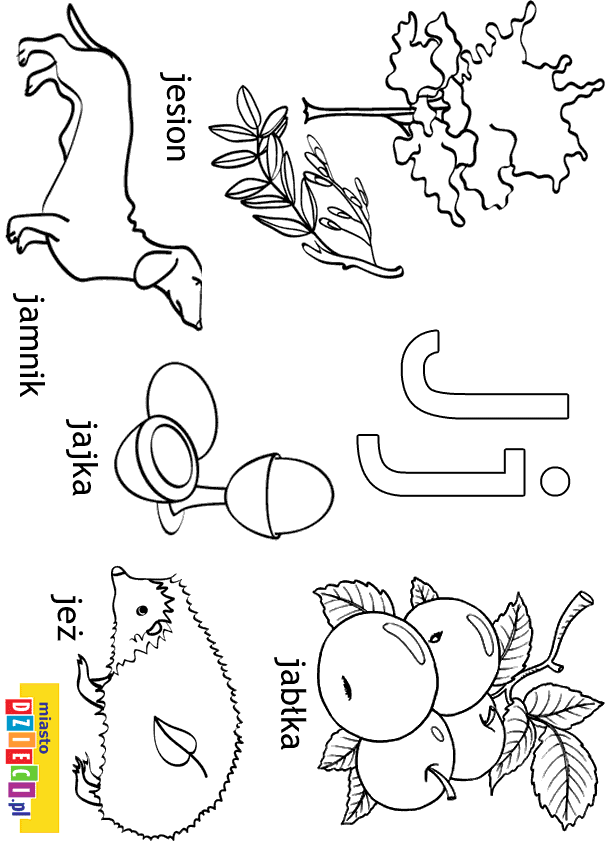 J j
jesion
jabłka
jajka
jamnik
jeż
miasto
DZIECI.pl